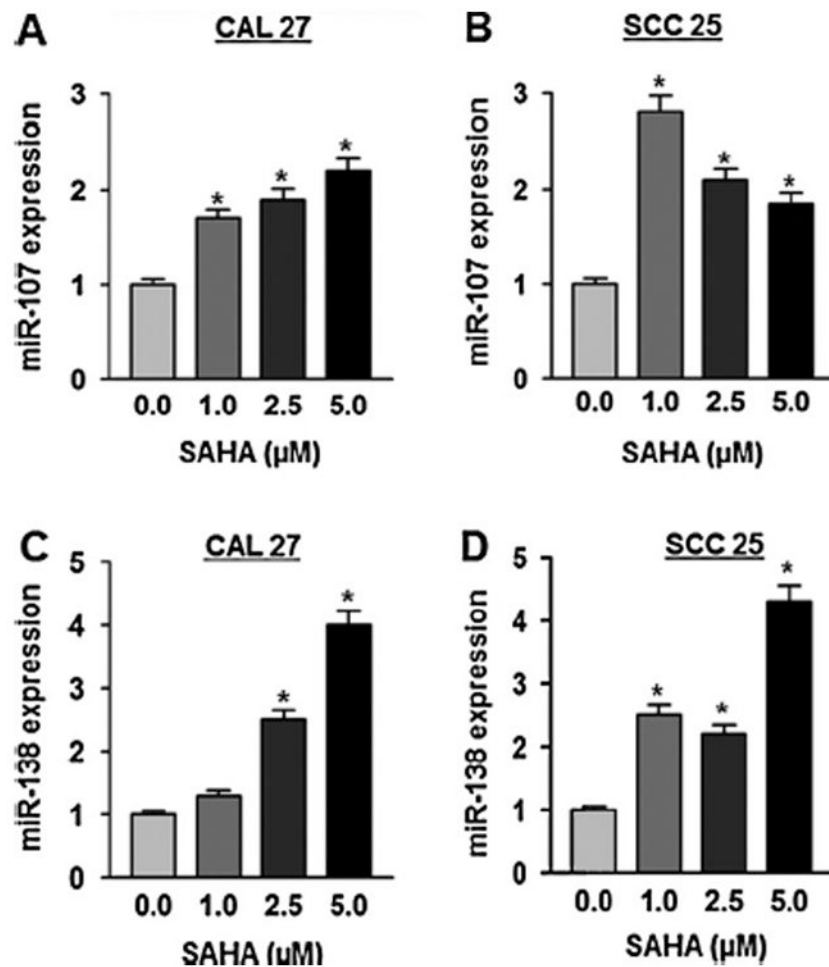 A
CAL 27
miR-107 expression
3
2
1
0
*
*
*
0.0 1.0 2.5 5.0
SAHA (µM)
B
SCC 25
miR-107 expression
3
2
1
0
*
*
*
0.0 1.0 2.5 5.0
SAHA (µM)
C
CAL 27
miR-138 expression
5
4
3
2
1
0
*
*
0.0 1.0 2.5 5.0
SAHA (µM)
D
SCC 25
miR-138 expression
5
4
3
2
1
0
*
*
*
0.0 1.0 2.5 5.0
SAHA (µM)